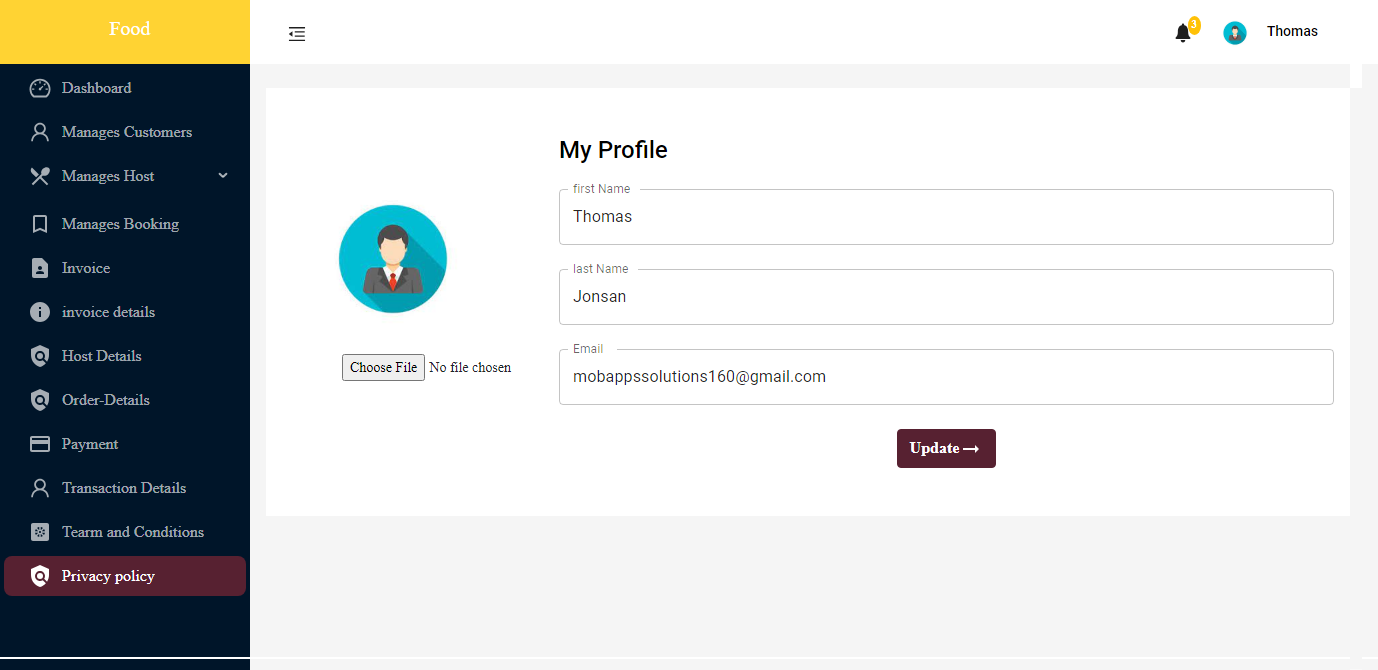 Food
3
Thomas
Dashboard
Manages Customers
Manages Host
Manages Booking
Invoice
invoice details
Host Details
Order-Details
Payment
Transaction Details
Tearm and Conditions
Privacy policy
My Profile
first Name
Thomas
last Name
Jonsan
Email
mobappssolutions160@gmail.com
Choose File No file chosen
Update→